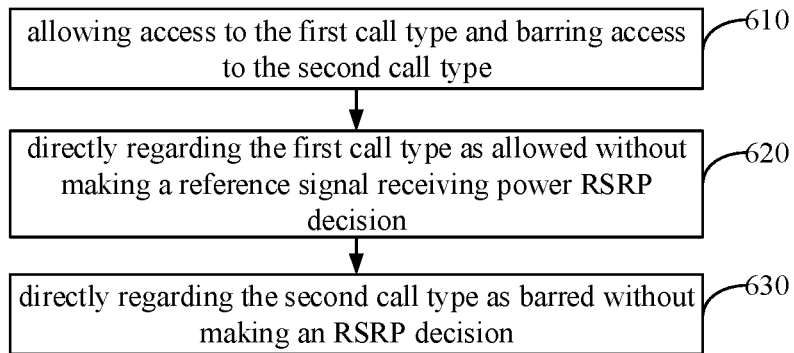 allowing access to the first call type and barring access
to the second call type
610
directly regarding the first call type as allowed without
making a reference signal receiving power RSRP
decision
620
directly regarding the second call type as barred without
making an RSRP decision
630